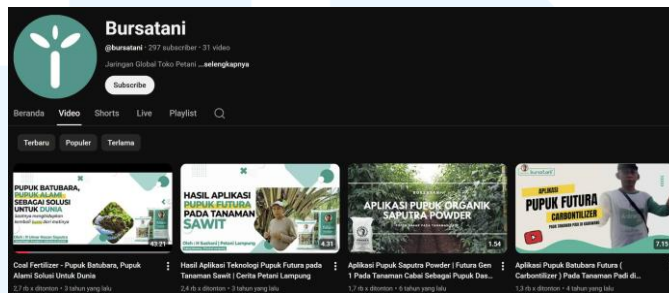 Bursatani
@bursatani · 297 subscriber · 31 video
Jaringan Global Toko Petani ...selengkapnya
Subscribe
Beranda Video Shorts Live Playlist
Terbaru Populer Terlama
PUPUK BATUBARA,
PUPUK ALAMI
SEBAGAI SOLUSI
UNTUK DUNIA
43:21
Coal Fertilizer - Pupuk Batubara, Pupuk
Alami Solusi Untuk Dunia
2,7 rb x ditonton · 3 tahun yang lalu
HASIL APLIKASI
PUPUK FUTURA
PADA TANAMAN
SAWIT
4.31
Hasil Aplikasi Teknologi Pupuk Futura pada
Tanaman Sawit | Cerita Petani Lampung
2,4 rb x ditonton · 3 tahun yang lalu
APLIKASI PUPUK ORGANIK
SAPUTRA POWDER
1.54
Aplikasi Pupuk Saputra Powder | Futura Gen
1 Pada Tanaman Cabai Sebagai Pupuk Das...
1,7 rb x ditonton · 6 tahun yang lalu
bursatani
APLIKASI
PUPUK FUTURA
CARBONTILIZER
7.15
Aplikasi Pupuk Batubara Futura (
Carbontilizer ) Pada Tanaman Padi di...
1,3 rb x ditonton · 4 tahun yang lalu